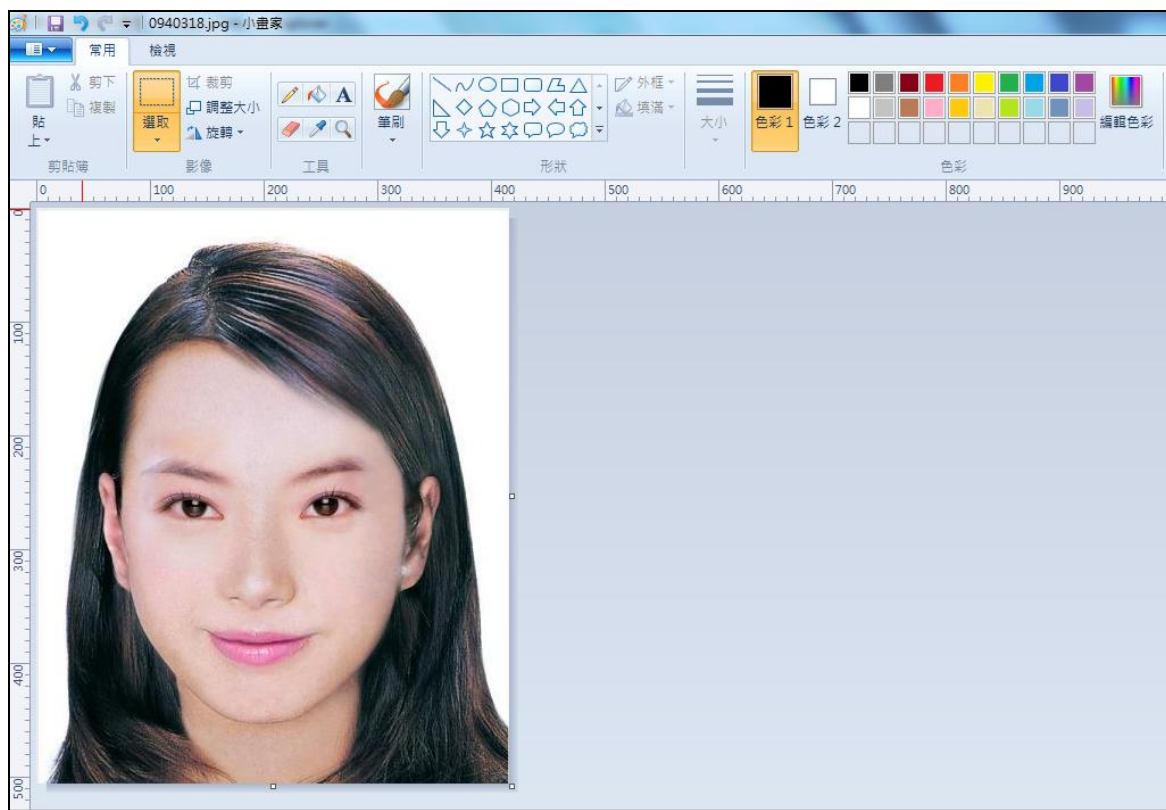 0940318.jpg - 小畫家
常用 檢視
剪下
複製
貼上
裁剪
調整大小
旋轉
選取
A
筆刷
外框
填滿
大小
色彩 1
色彩 2
編輯色彩
剪貼簿 影像 工具 形狀 色彩
0 100 200 300 400 500 600 700 800 900
0
100
200
300
400
500